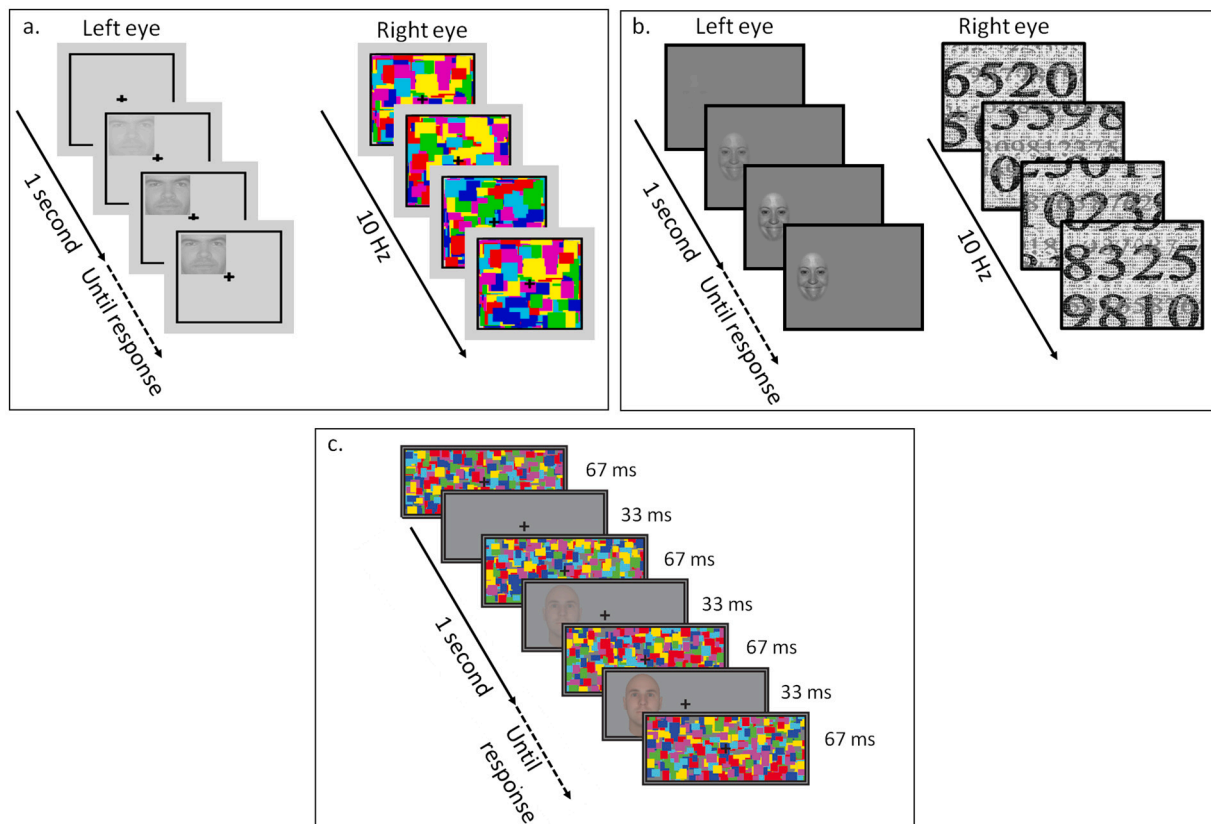 a.
Left eye
Right eye
1 second
Until response
10 Hz
b.
Left eye
Right eye
1 second
Until response
10 Hz
6520
8325
9810
c.
67 ms
33 ms
67 ms
33 ms
67 ms
33 ms
67 ms
1 second
Until
response